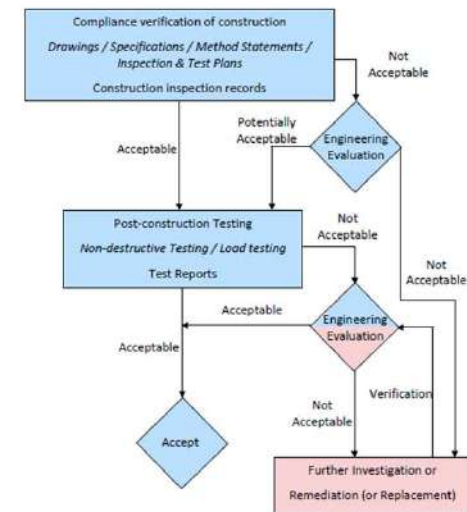 Compliance verification of construction
Drawings / Specifications / Method Statements /
Inspection & Test Plans
Construction inspection records
Not
Acceptable
Potentially
Acceptable
Engineering
Evaluation
Acceptable
Post-construction Testing
Non-destructive Testing / Load testing
Test Reports
Not
Acceptable
Not
Acceptable
Acceptable
Engineering
Evaluation
Acceptable
Not
Acceptable
Verification
Accept
Further Investigation or
Remediation (or Replacement)